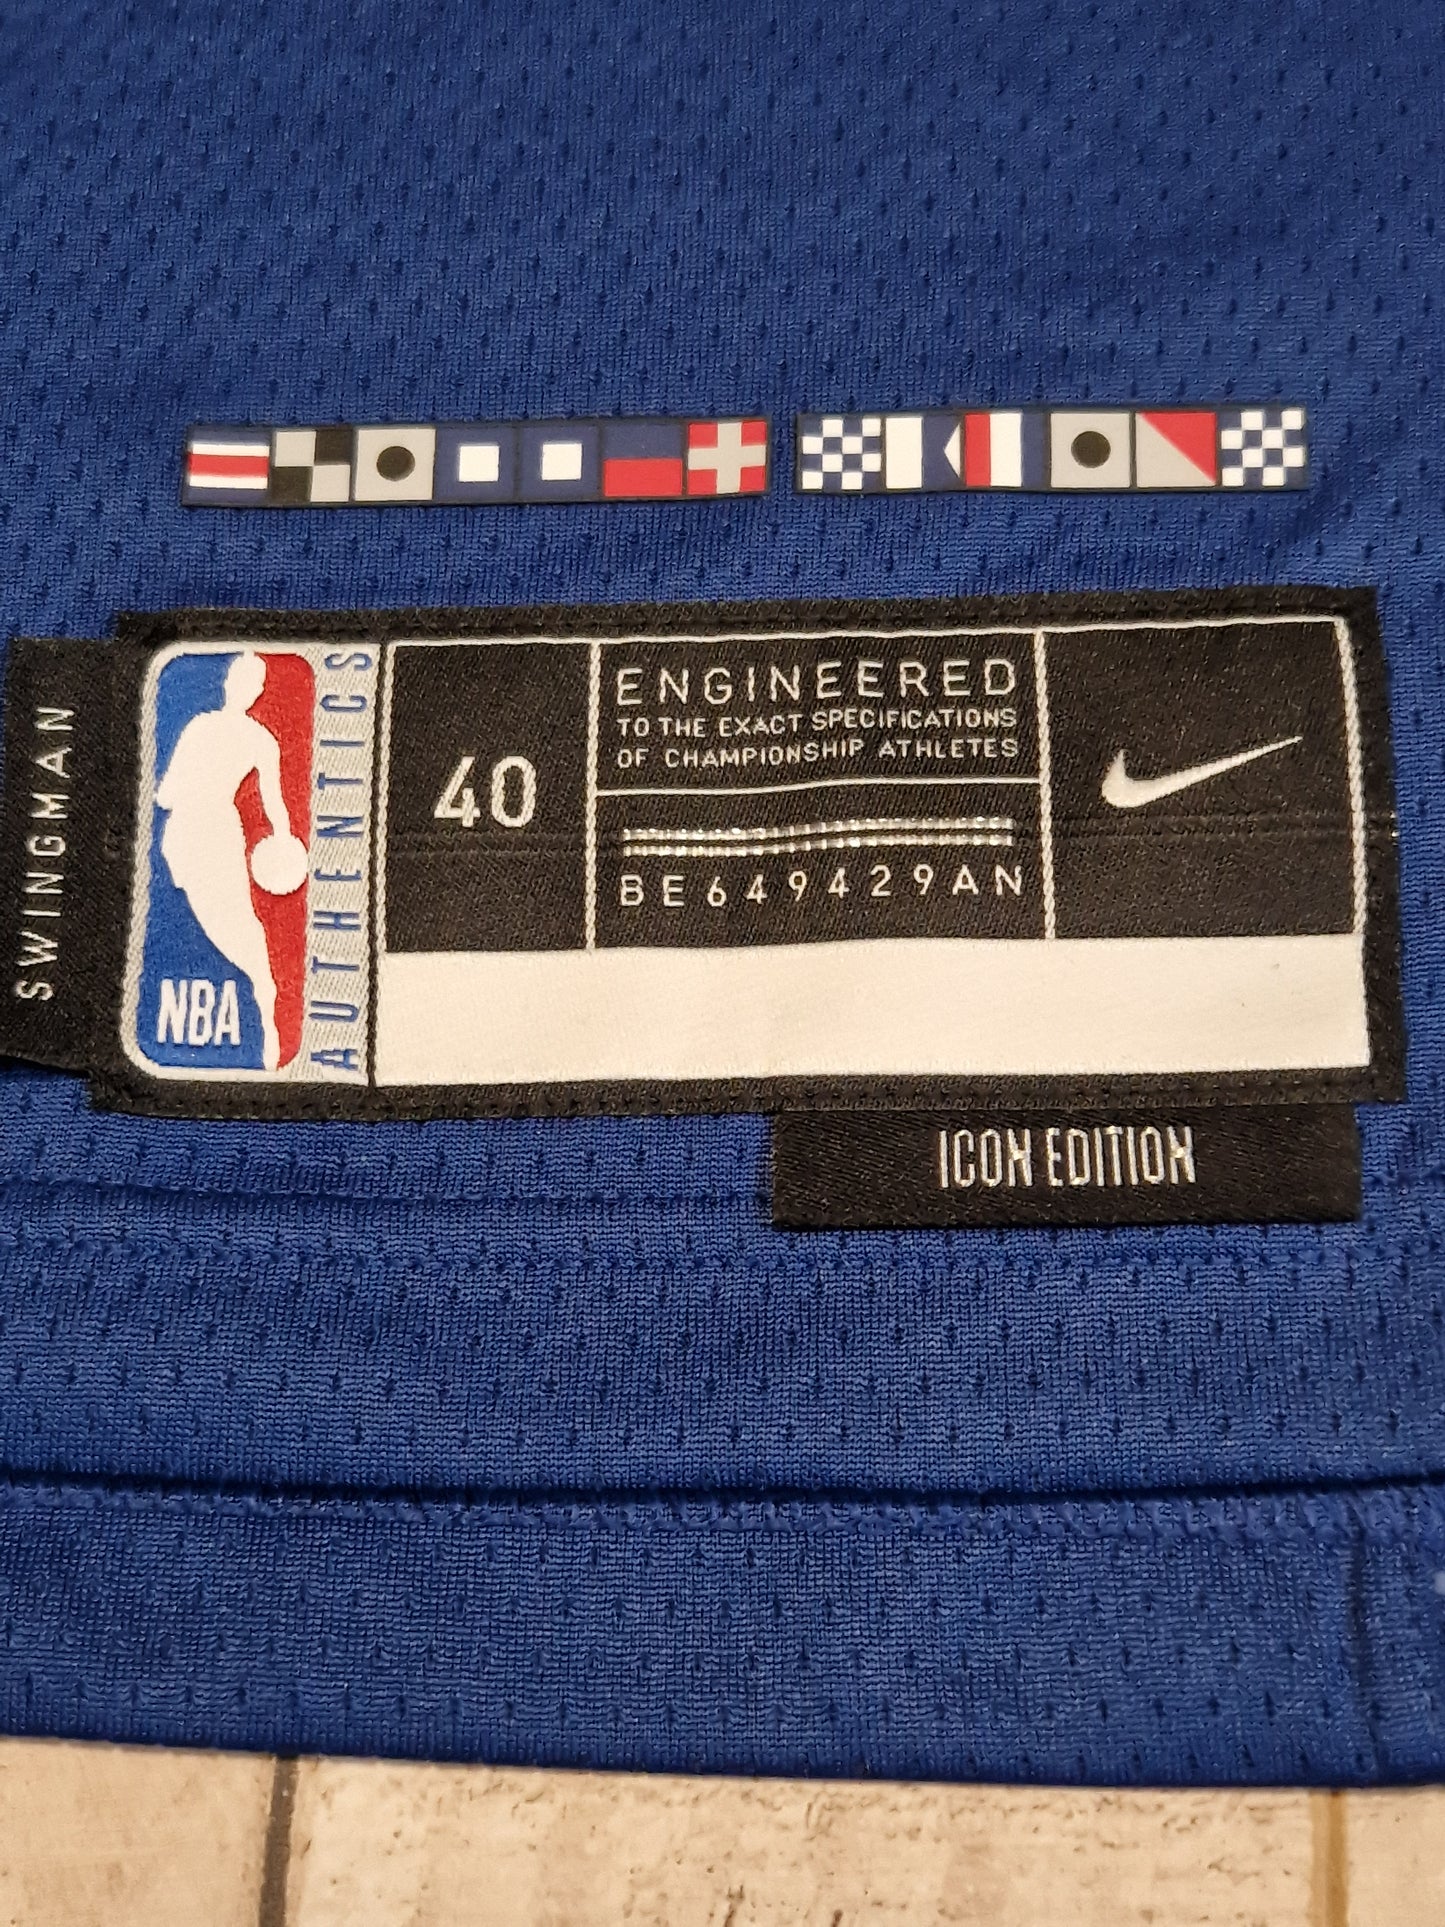 SWINGMAN
NBA
AUTHENTICS
40
ENGINEERED
TO THE EXACT SPECIFICATIONS
OF CHAMPIONSHIP ATHLETES
BE649429AN
ICON EDITION